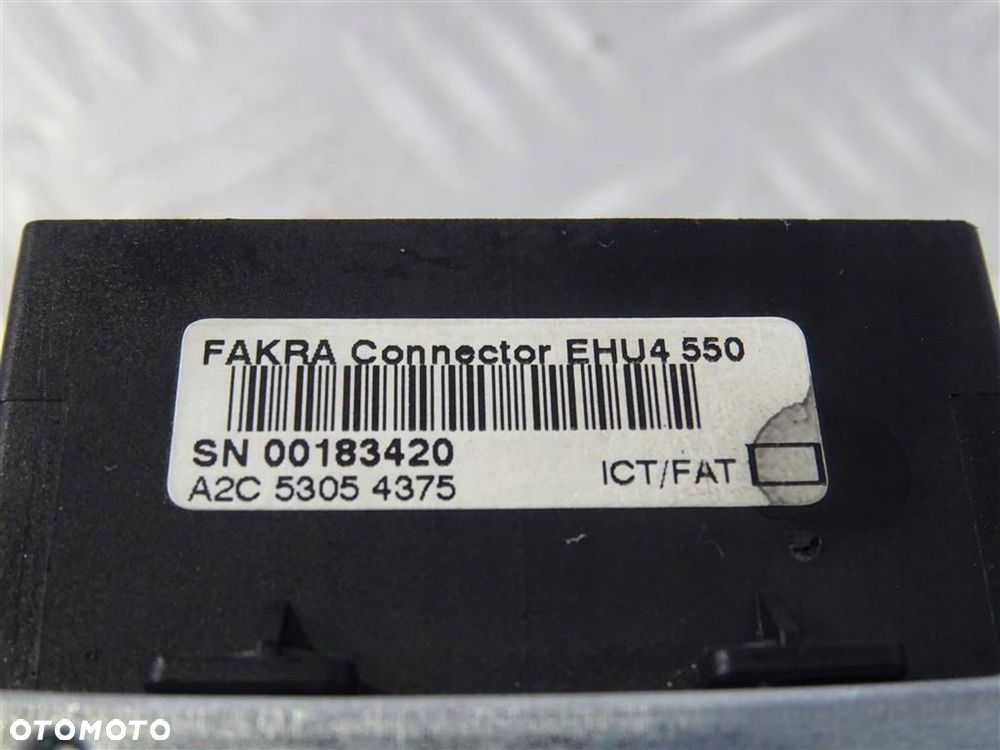 FAKRA Connector EHU4 550
SN 00183420
ICT/FAT
A2C 5305 4375
OTOMOTO